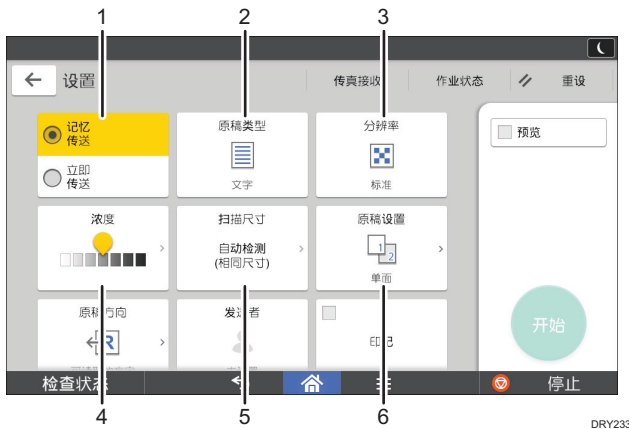 1
2
3
设置
传真接收
作业状态
重设
记忆
传送
立即
传送
原稿类型
文字
分辨率
标准
预览
浓度
扫描尺寸
自动检测
(相同尺寸)
原稿设置
1
2
单面
原稿方向
R
发送者
印记
开始
检查状态
停止
4
5
6
DRY233